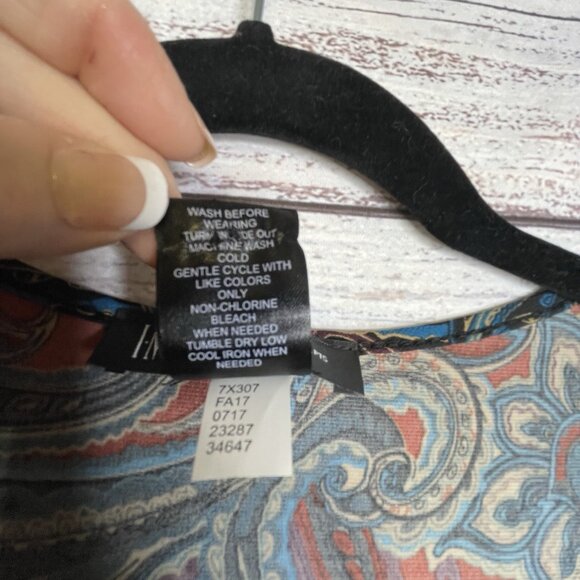 WASH BEFORE
WEARING
TURN INSIDE OUT
MACHINE WASH
COLD
GENTLE CYCLE WITH
LIKE COLORS
ONLY
NON-CHLORINE
BLEACH
WHEN NEEDED
TUMBLE DRY LOW
COOL IRON WHEN
NEEDED
7X307
FA17
0717
23287
34647